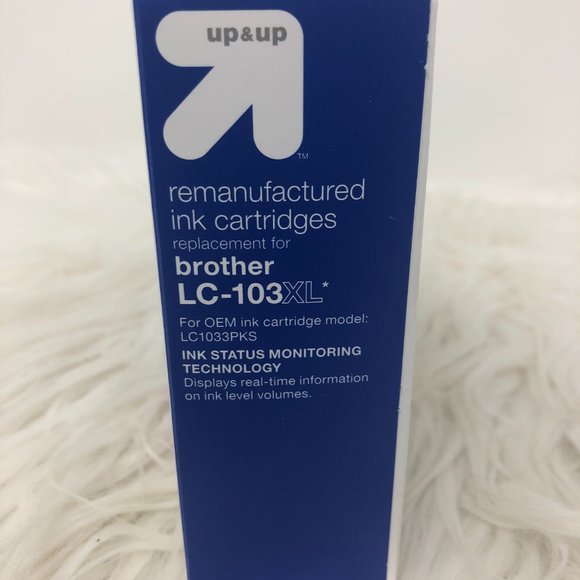 up&up
TM
remanufactured
ink cartridges
replacement for
brother
LC-103XL*
For OEM ink cartridge model:
LC1033PKS
INK STATUS MONITORING
TECHNOLOGY
Displays real-time information
on ink level volumes.